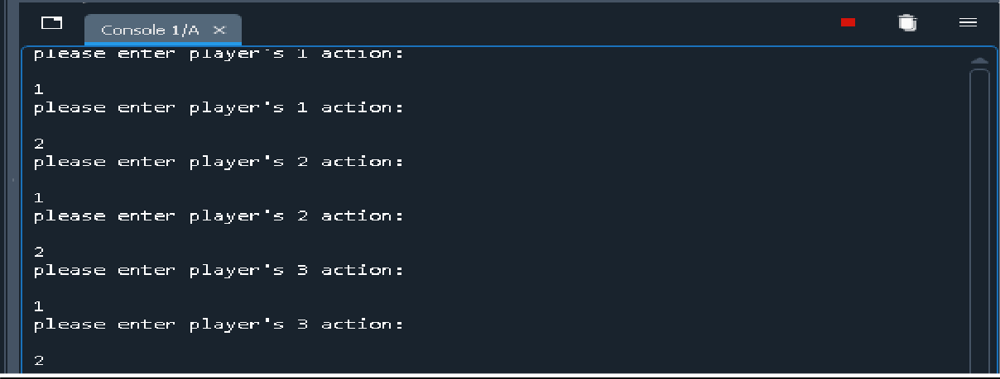 Console 1/A ×
please enter player's 1 action:
1
please enter player's 1 action:
2
please enter player's 2 action:
1
please enter player's 2 action:
2
please enter player's 3 action:
1
please enter player's 3 action:
2